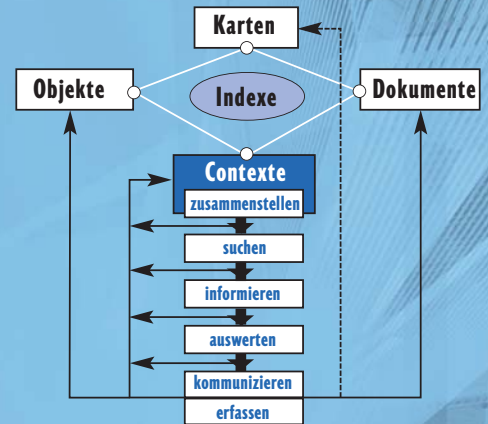 Karten
Objekte
Indexe
Dokumente
Contexte
zusammenstellen
suchen
informieren
auswerten
kommunizieren
erfassen